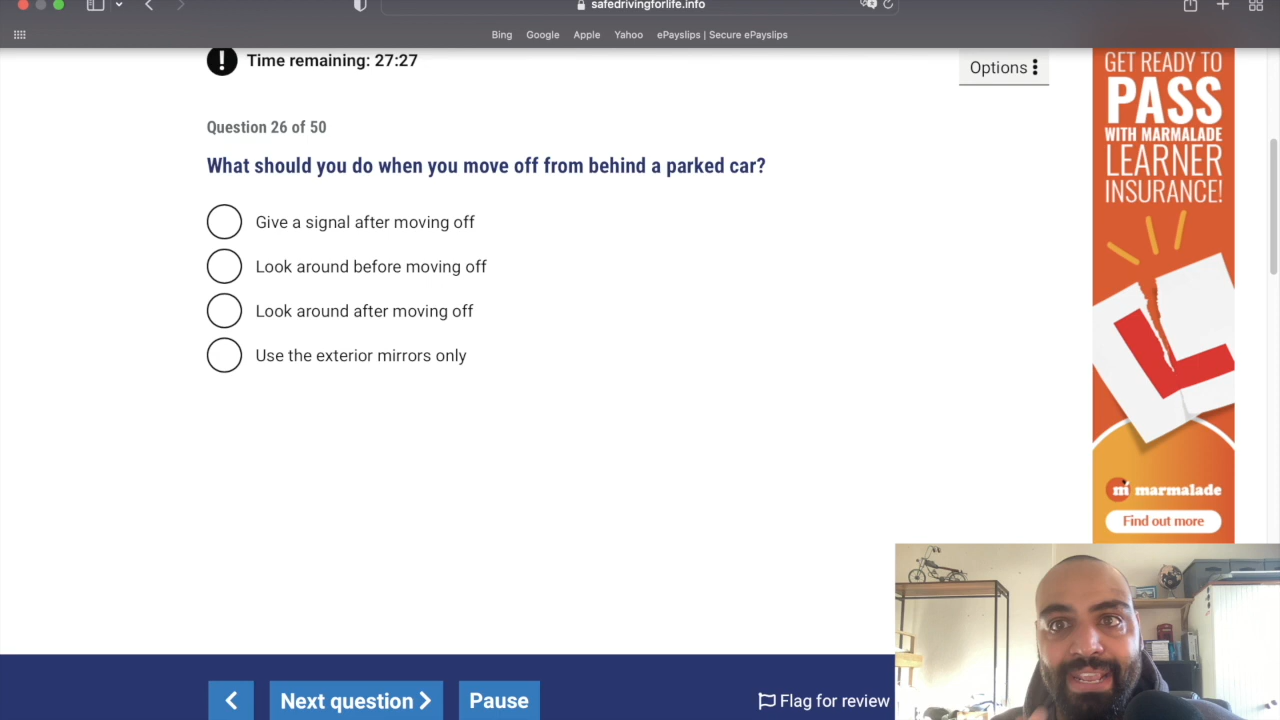 safedrivingforlife.info
Bing Google Apple Yahoo ePayslips | Secure ePayslips
Time remaining: 27:27
Options
Question 26 of 50
What should you do when you move off from behind a parked car?
Give a signal after moving off
Look around before moving off
Look around after moving off
Use the exterior mirrors only
Next question
Pause
Flag for review
GET READY TO
PASS
WITH MARMALADE
LEARNER
INSURANCE!
m marmalade
Find out more